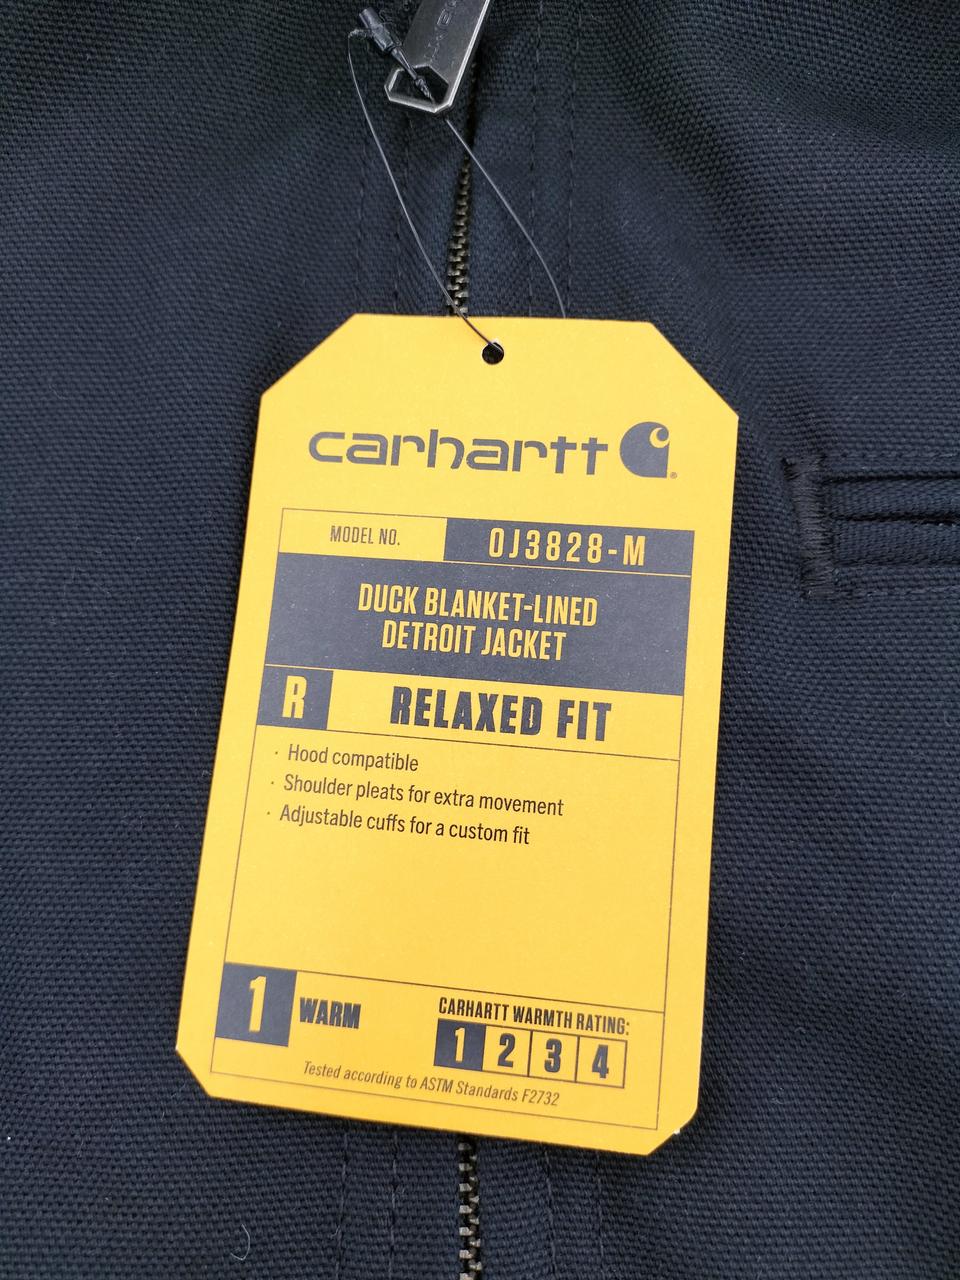 carhartt
MODEL NO. OJ3828-M
DUCK BLANKET-LINED
DETROIT JACKET
R RELAXED FIT
· Hood compatible
· Shoulder pleats for extra movement
· Adjustable cuffs for a custom fit
1 WARM
CARHARTT WARMTH RATING:
1 2 3 4
Tested according to ASTM Standards F2732